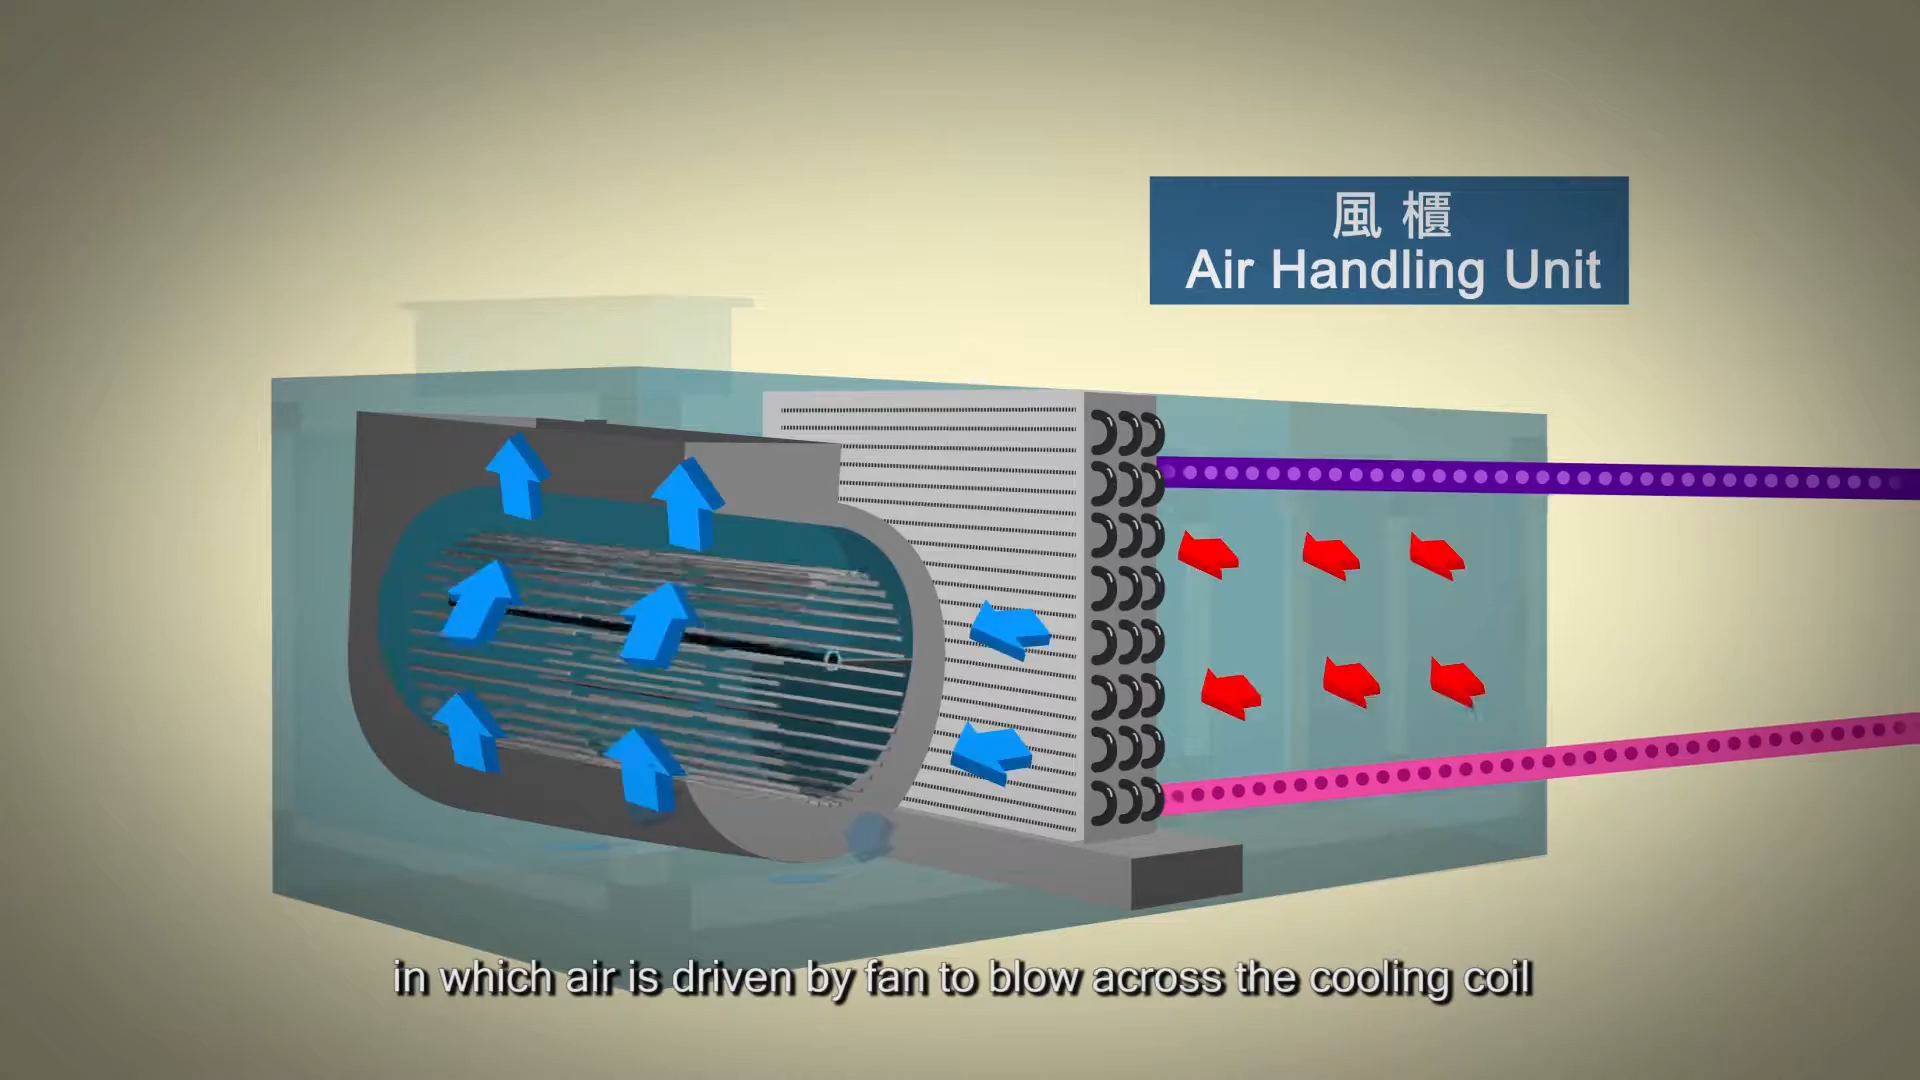 風櫃
Air Handling Unit
in which air is driven by fan to blow across the cooling coil